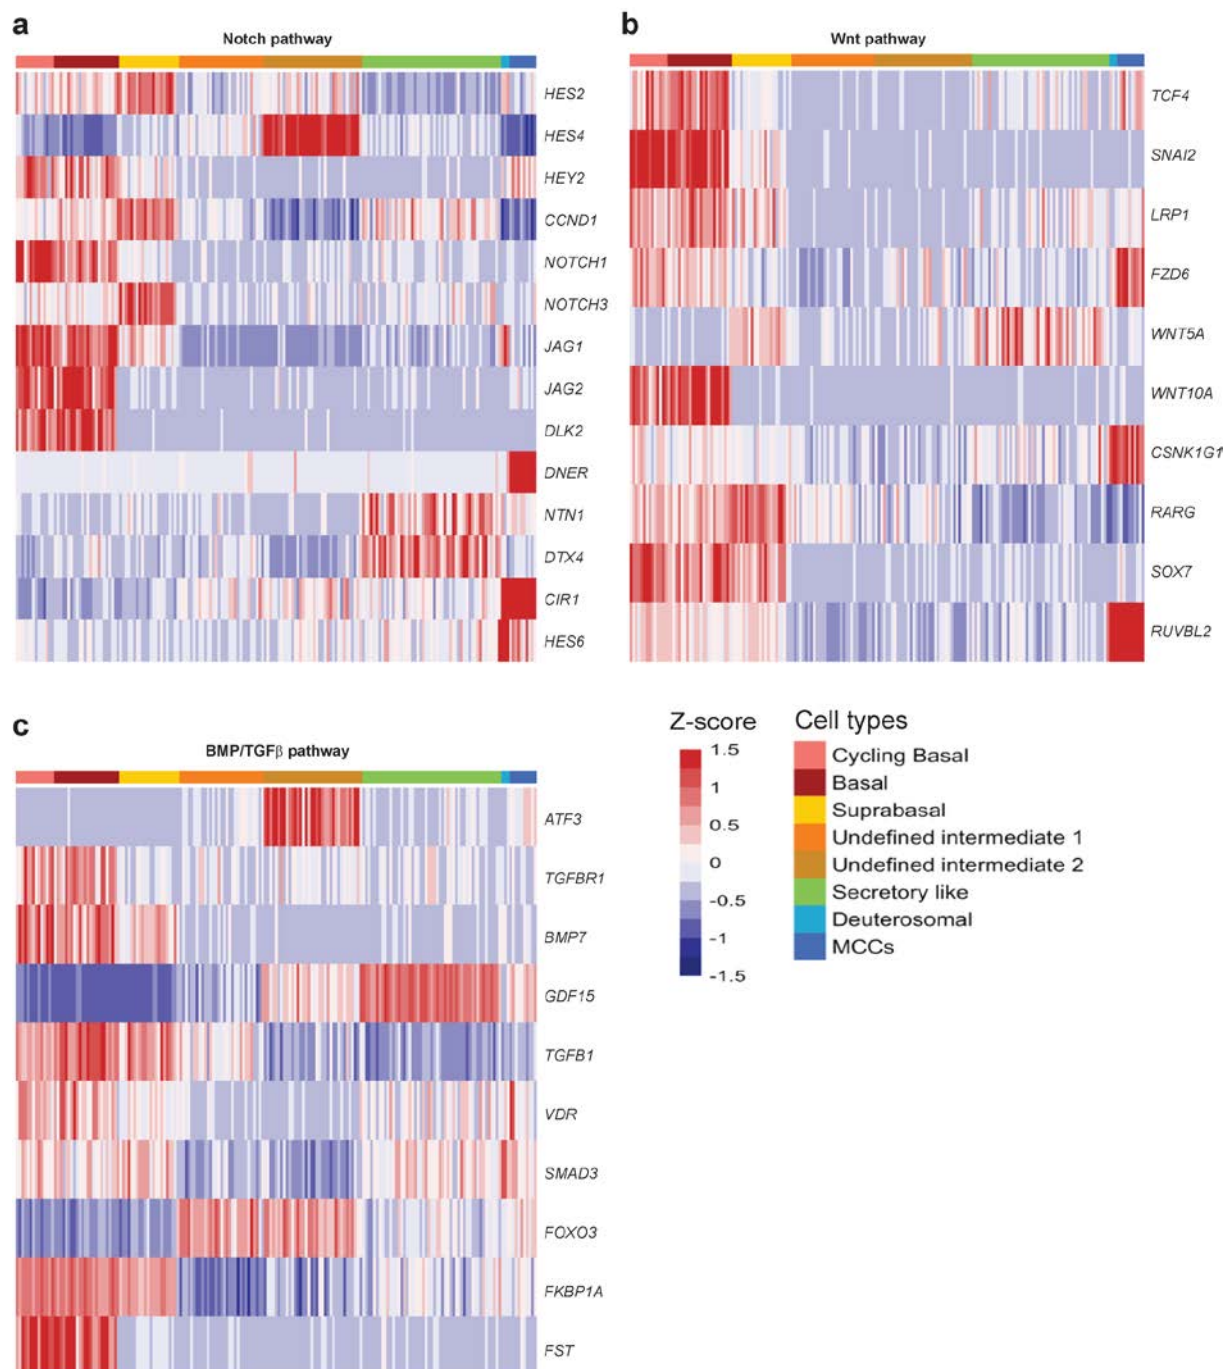 a
Notch pathway
HES2
HES4
HEY2
CCND1
NOTCH1
NOTCH3
JAG1
JAG2
DLK2
DNER
NTN1
DTX4
CIR1
HES6
b
Wnt pathway
TCF4
SNAI2
LRP1
FZD6
WNT5A
WNT10A
CSNK1G1
RARG
SOX7
RUVBL2
c
BMP/TGFβ pathway
ATF3
TGFBR1
BMP7
GDF15
TGFB1
VDR
SMAD3
FOXO3
FKBP1A
FST
Z-score
1.5
1
0.5
0
-0.5
-1
-1.5
Cell types
Cycling Basal
Basal
Suprabasal
Undefined intermediate 1
Undefined intermediate 2
Secretory like
Deuterosomal
MCCs